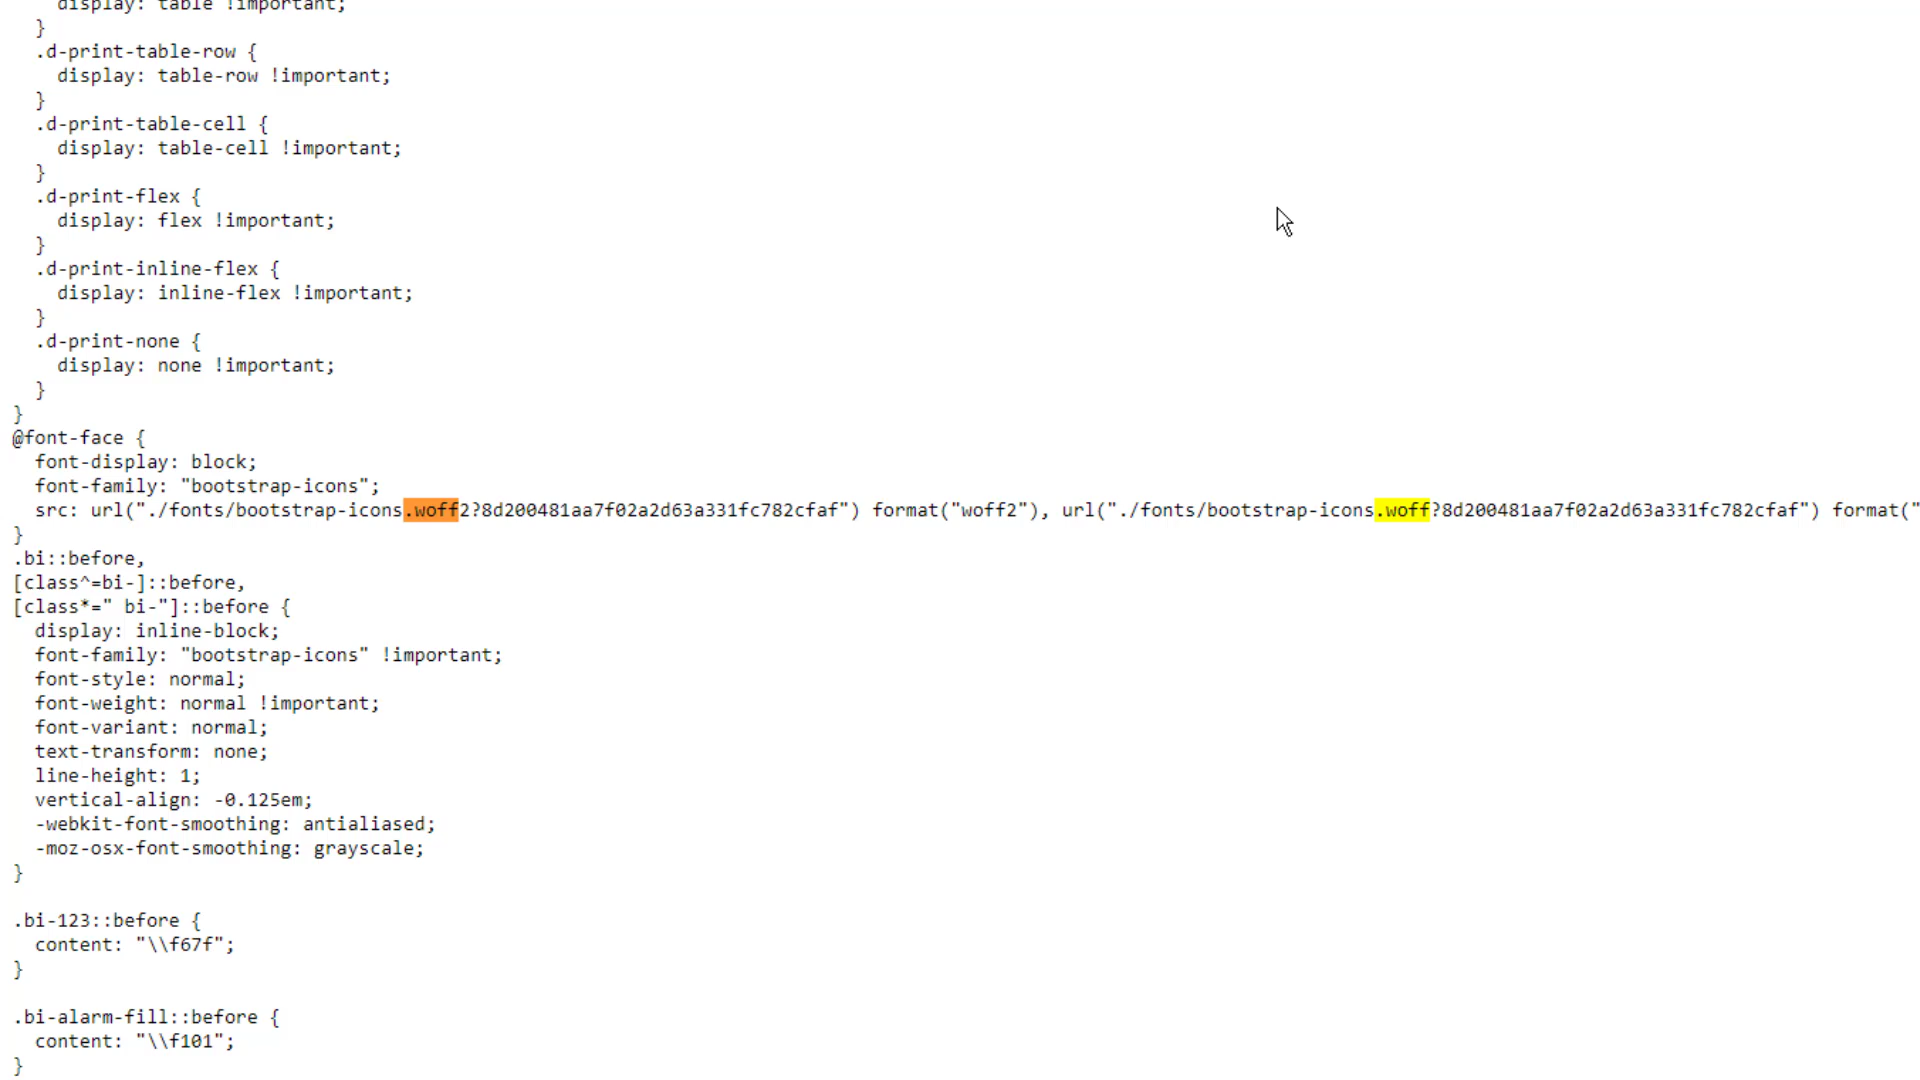 display: table !important;
}
.d-print-table-row {
display: table-row !important;
}
.d-print-table-cell {
display: table-cell !important;
}
.d-print-flex {
display: flex !important;
}
.d-print-inline-flex {
display: inline-flex !important;
}
.d-print-none {
display: none !important;
}
}
@font-face {
font-display: block;
font-family: "bootstrap-icons";
src: url("./fonts/bootstrap-icons.woff2?8d200481aa7f02a2d63a331fc782cfaf") format("woff2"), url("./fonts/bootstrap-icons.woff?8d200481aa7f02a2d63a331fc782cfaf") format("
}
.bi::before,
[class^=bi-]::before,
[class*=" bi-"]::before {
display: inline-block;
font-family: "bootstrap-icons" !important;
font-style: normal;
font-weight: normal !important;
font-variant: normal;
text-transform: none;
line-height: 1;
vertical-align: -0.125em;
-webkit-font-smoothing: antialiased;
-moz-osx-font-smoothing: grayscale;
}
.bi-123::before {
content: "\\f67f";
}
.bi-alarm-fill::before {
content: "\\f101";
}